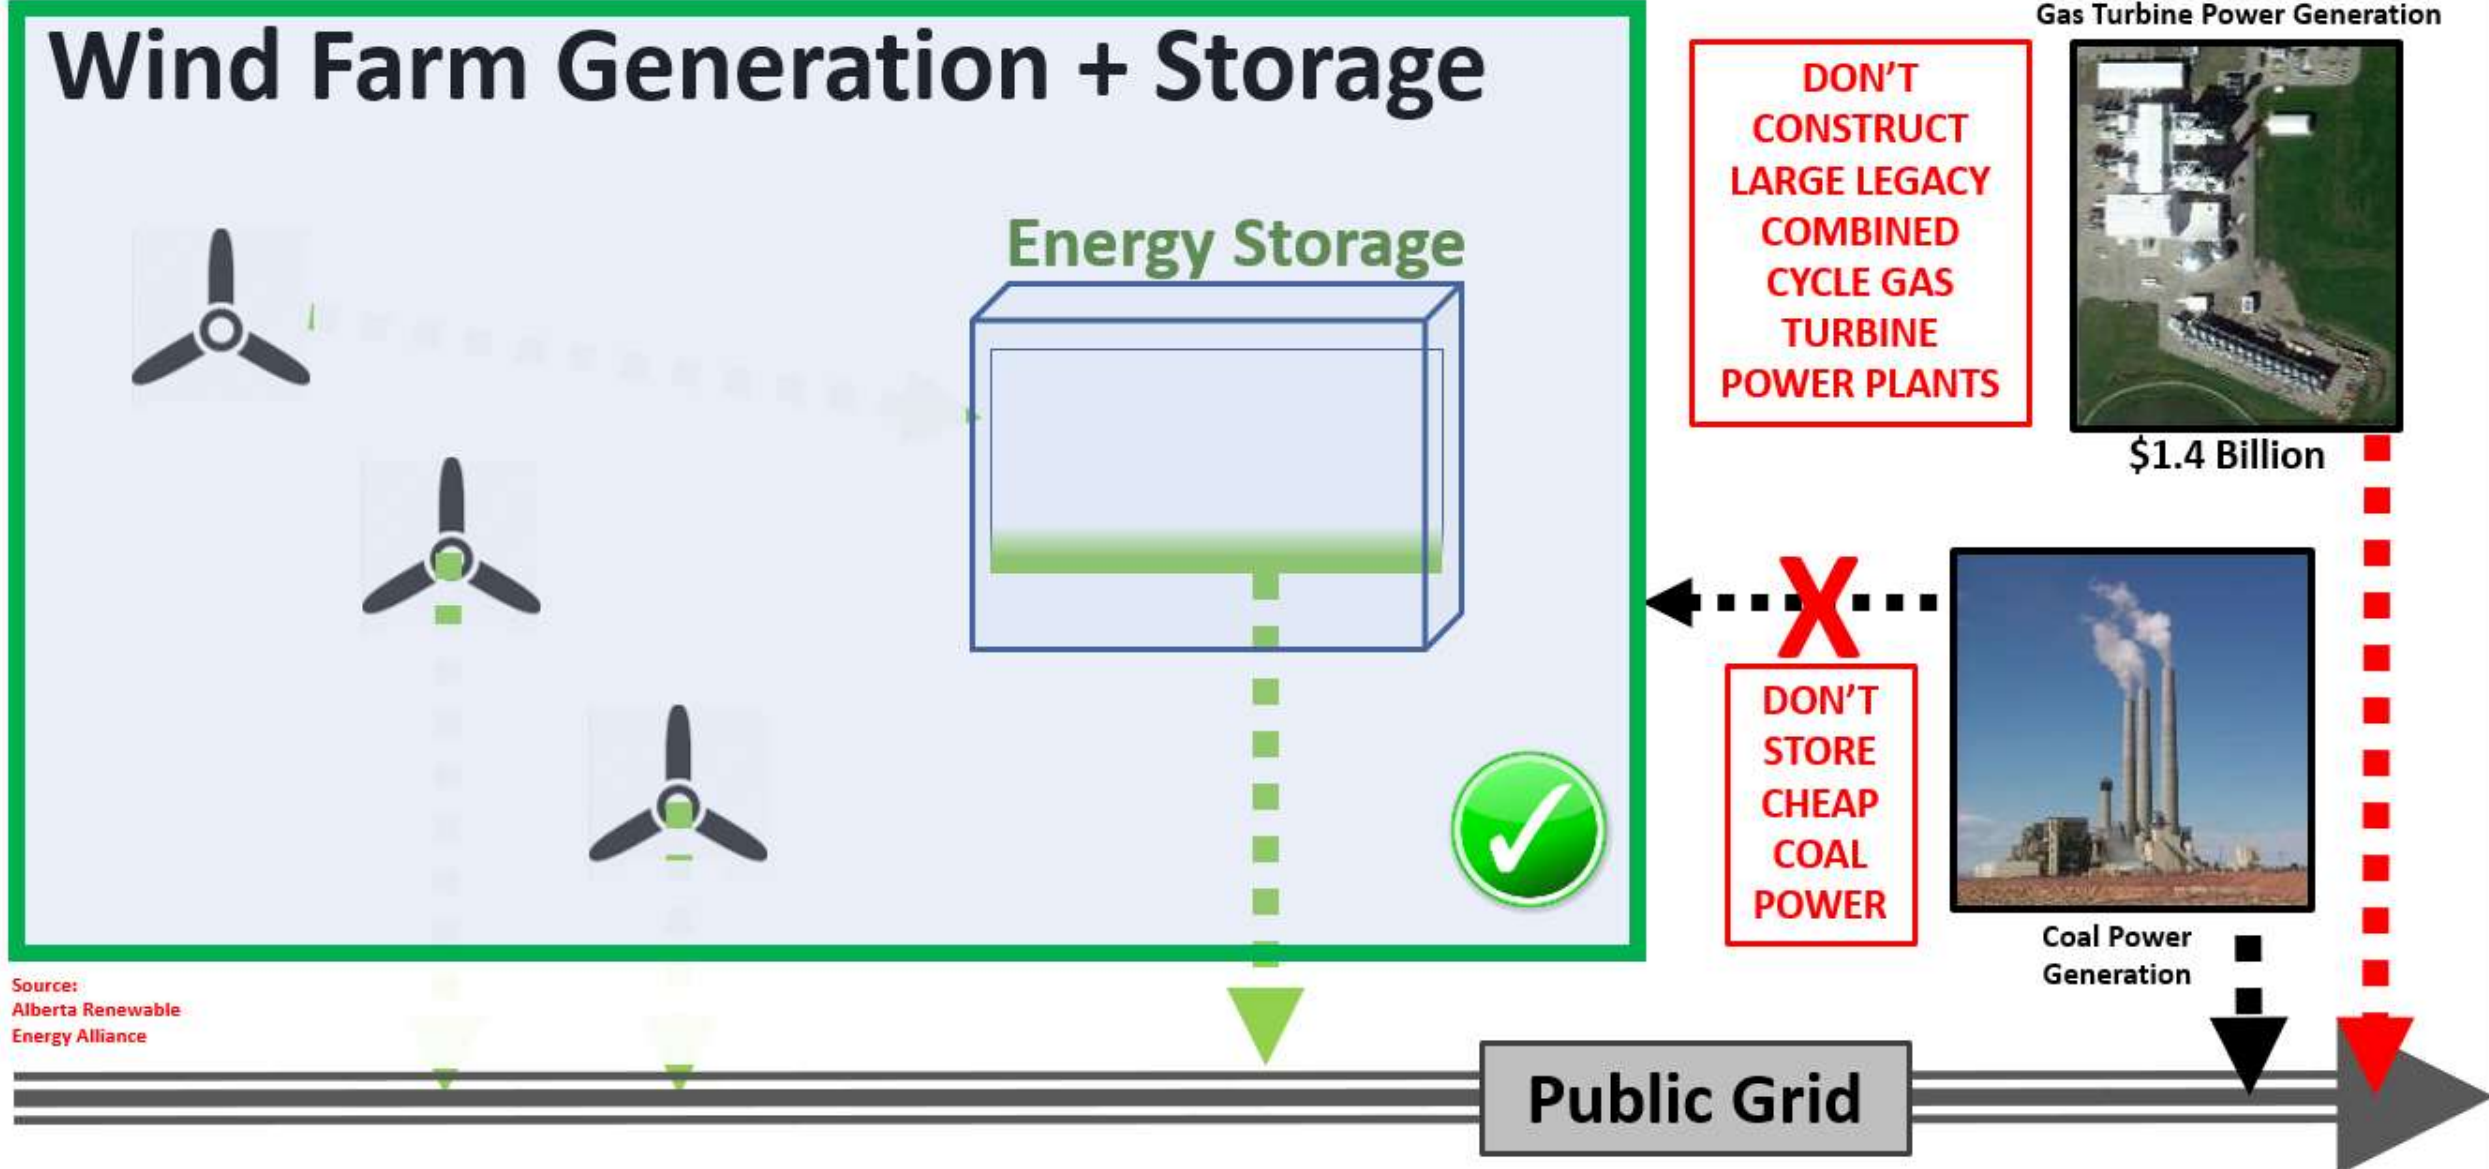 Wind Farm Generation + Storage
Energy Storage
Gas Turbine Power Generation
DON’T
CONSTRUCT
LARGE LEGACY
COMBINED
CYCLE GAS
TURBINE
POWER PLANTS
$1.4 Billion
X
DON’T
STORE
CHEAP
COAL
POWER
Coal Power
Generation
Source:
Alberta Renewable
Energy Alliance
Public Grid